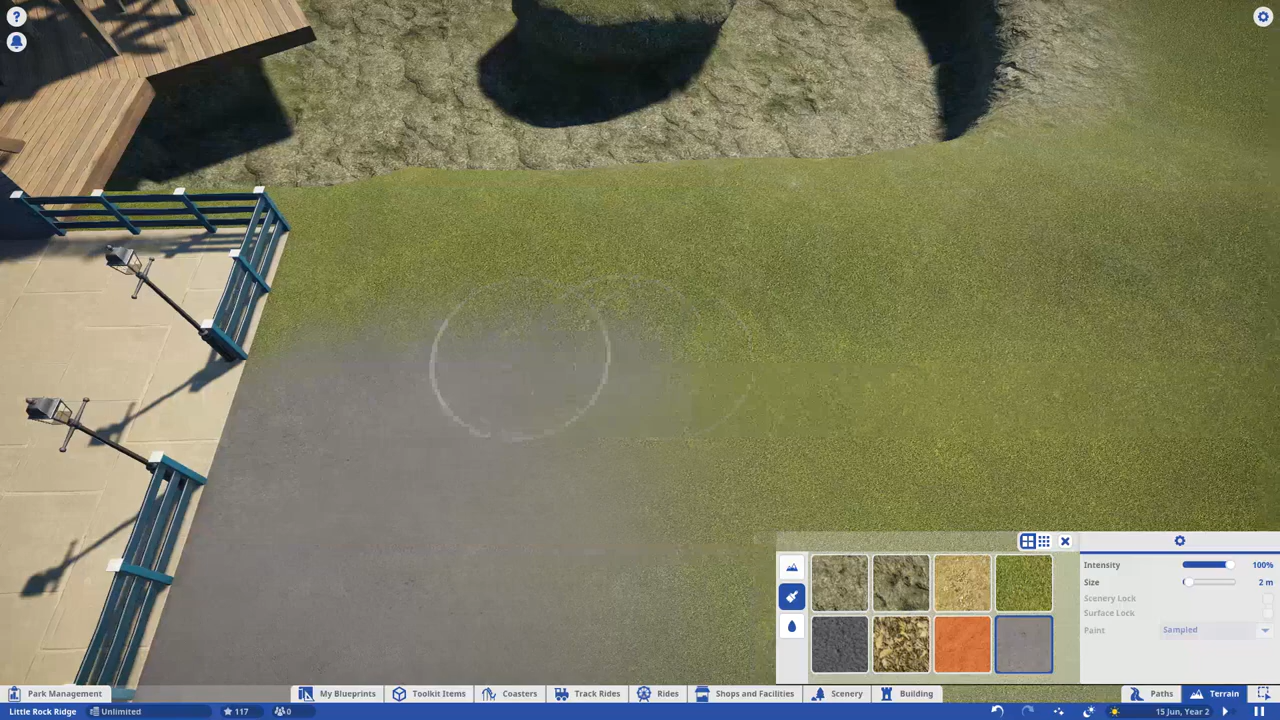 ?
Intensity 100%
Size 2 m
Scenery Lock
Surface Lock
Paint Sampled
Park Management My Blueprints Toolkit Items Coasters Track Rides Rides Shops and Facilities Scenery Building Paths Terrain
Little Rock Ridge Unlimited 117 0 15 Jun, Year 2